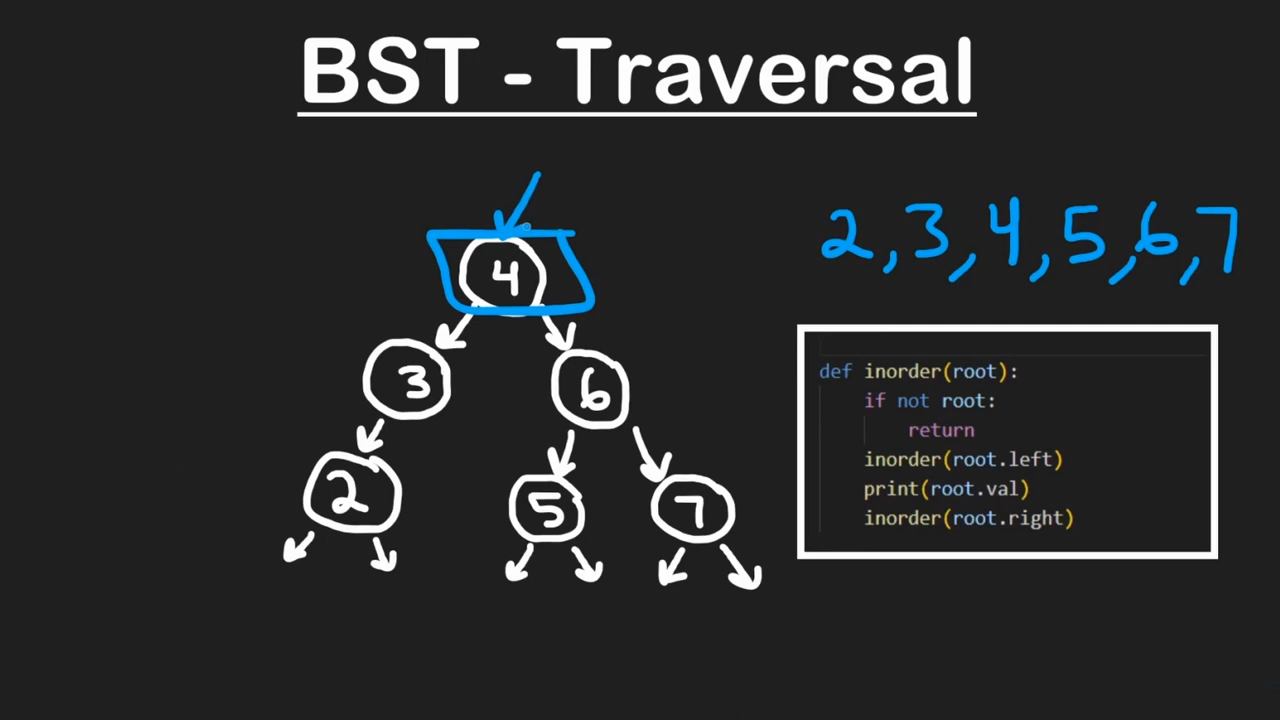 BST - Traversal
2,3,4,5,6,7
4
3
6
2
5
7
def inorder(root):
    if not root:
        return
    inorder(root.left)
    print(root.val)
    inorder(root.right)